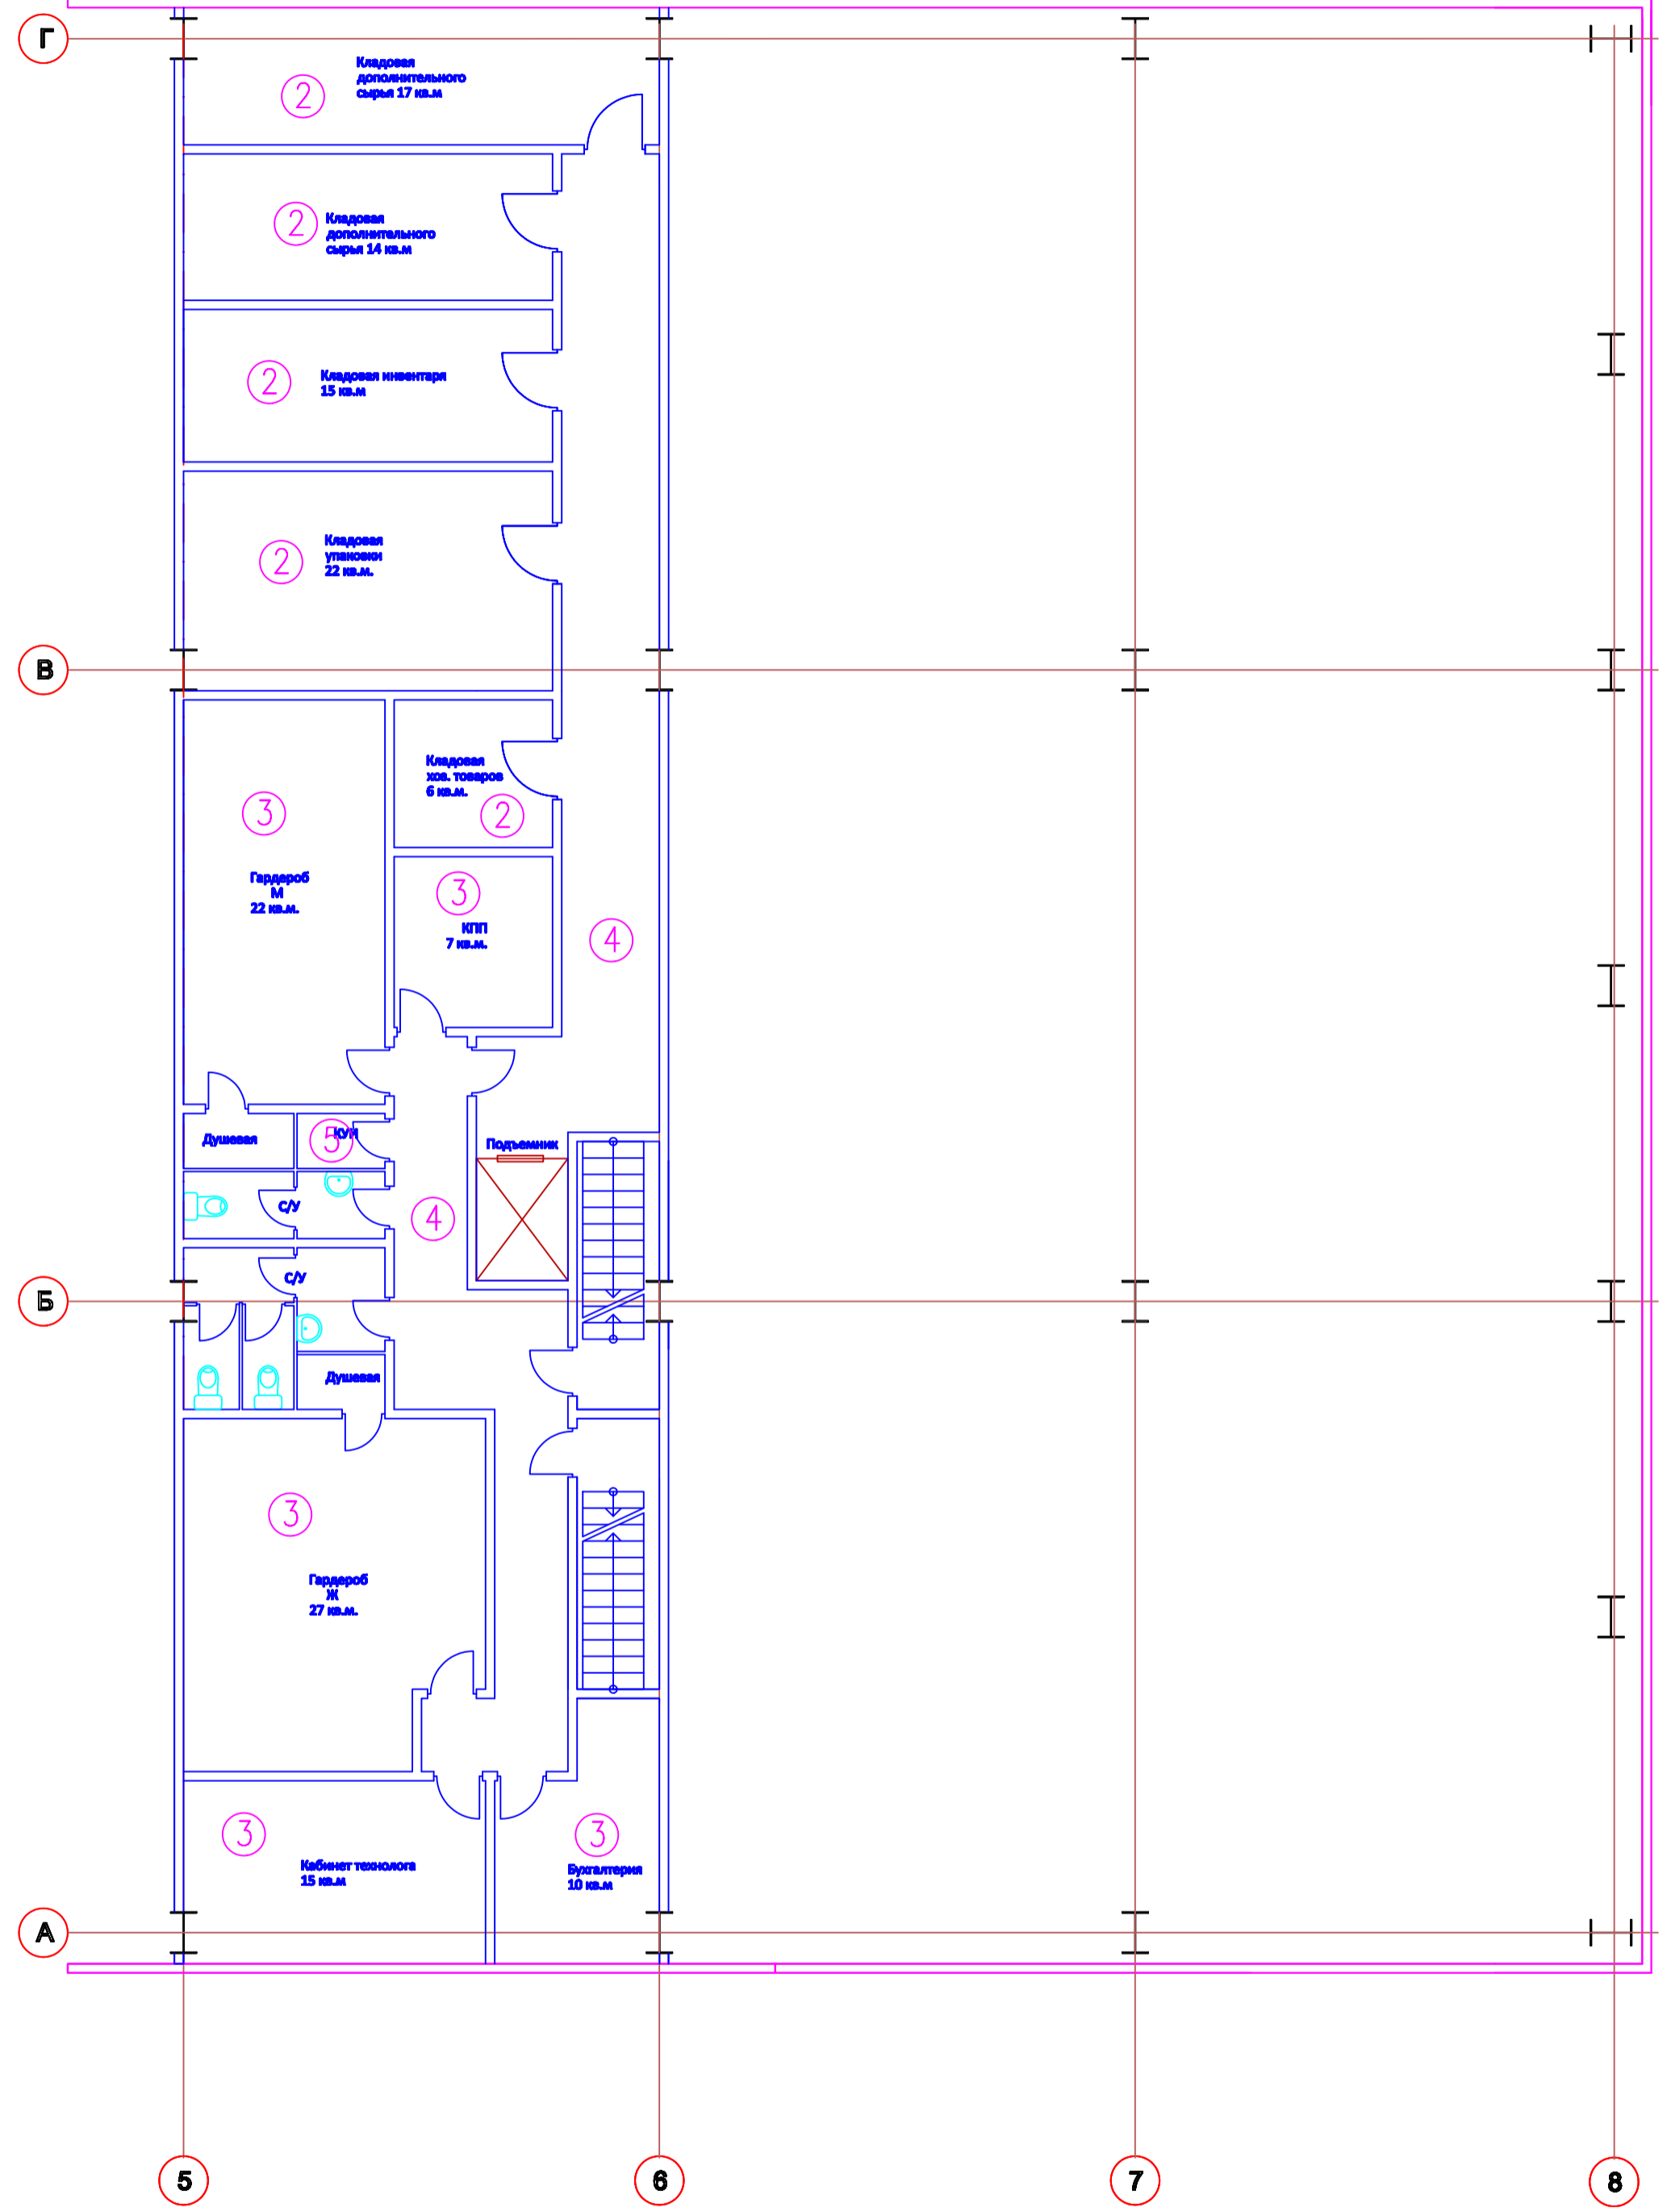 Г
Кладовая
дополнительного
сырья 17 кв.м
2
2
Кладовая
дополнительного
сырья 14 кв.м
2
Кладовая инвентаря
15 кв.м
2
Кладовая
упаковки
22 кв.м.
В
Кладовая
хоз. товаров
6 кв.м.
2
3
Гардероб
М
22 кв.м.
3
КПП
7 кв.м.
4
Душевая
5
КУИ
Подъемник
С/У
4
С/У
Б
Душевая
3
Гардероб
Ж
27 кв.м.
3
Кабинет технолога
15 кв.м
3
Бухгалтерия
10 кв.м
А
5
6
7
8